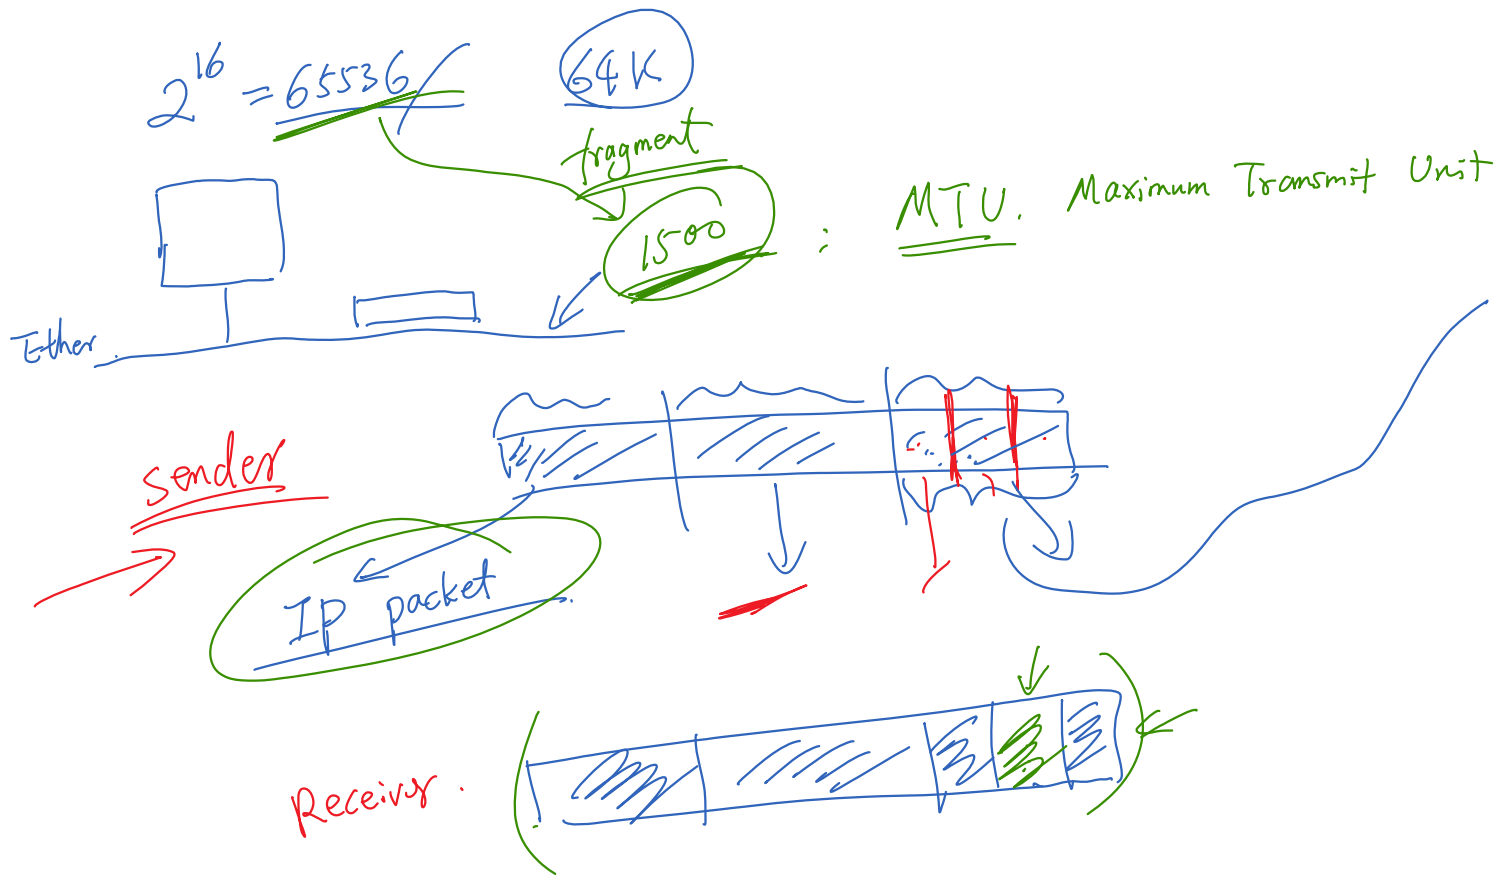 2^16 = 65536
64K
fragment
1500 : MTU. Maximum Transmit Unit
Ether
sender
IP packet
Receiver.